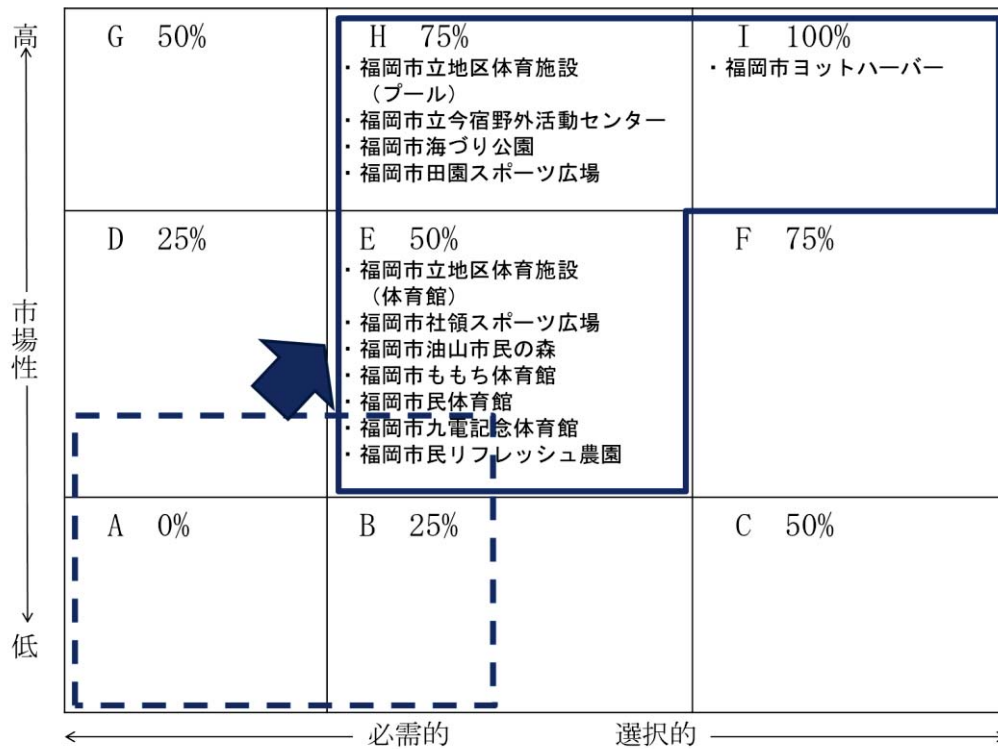 高
市場性
低
G 50%
H 75%
・福岡市立地区体育施設
（プール）
・福岡市立今宿野外活動センター
・福岡市海づり公園
・福岡市田園スポーツ広場
I 100%
・福岡市ヨットハーバー
D 25%
E 50%
・福岡市立地区体育施設
（体育館）
・福岡市社領スポーツ広場
・福岡市油山市民の森
・福岡市ももち体育館
・福岡市民体育館
・福岡市九電記念体育館
・福岡市民リフレッシュ農園
F 75%
A 0%
B 25%
C 50%
必需的
選択的